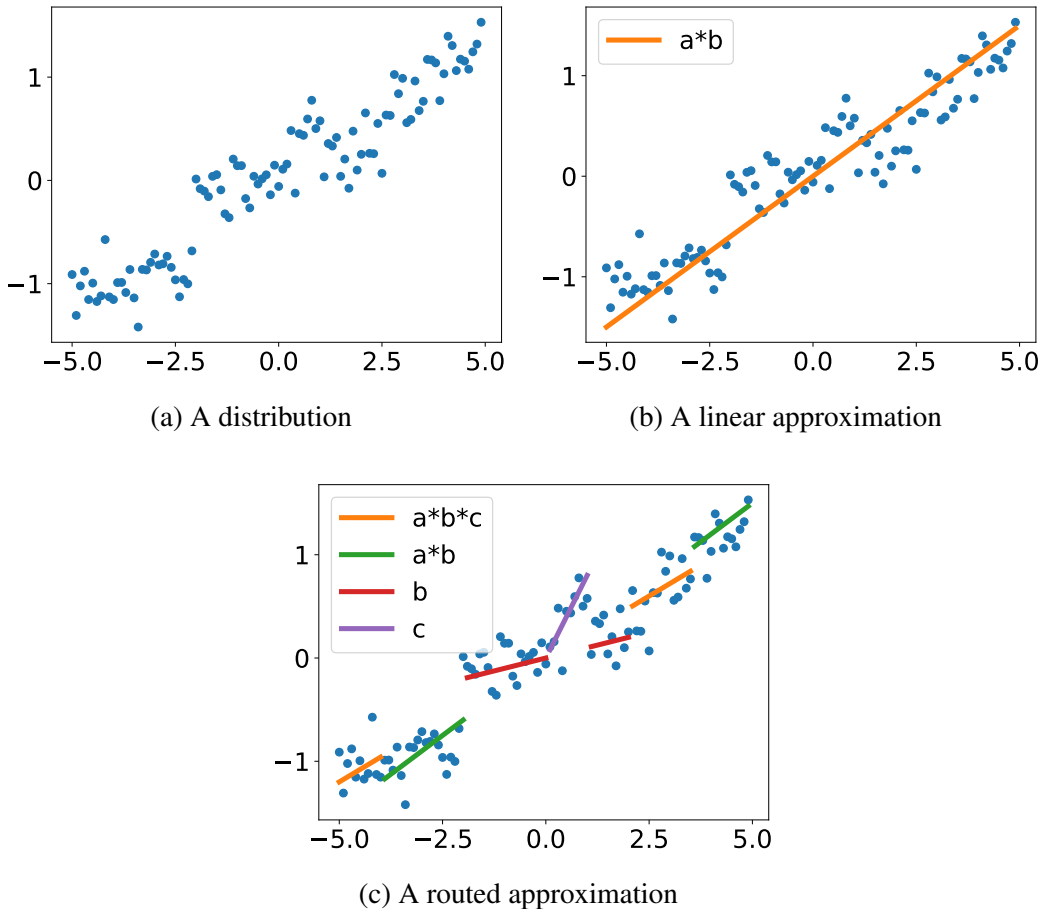 1
0
−1
−5.0 −2.5 0.0 2.5 5.0
(a) A distribution
a*b
1
0
−1
−5.0 −2.5 0.0 2.5 5.0
(b) A linear approximation
a*b*c
a*b
b
c
1
0
−1
−5.0 −2.5 0.0 2.5 5.0
(c) A routed approximation